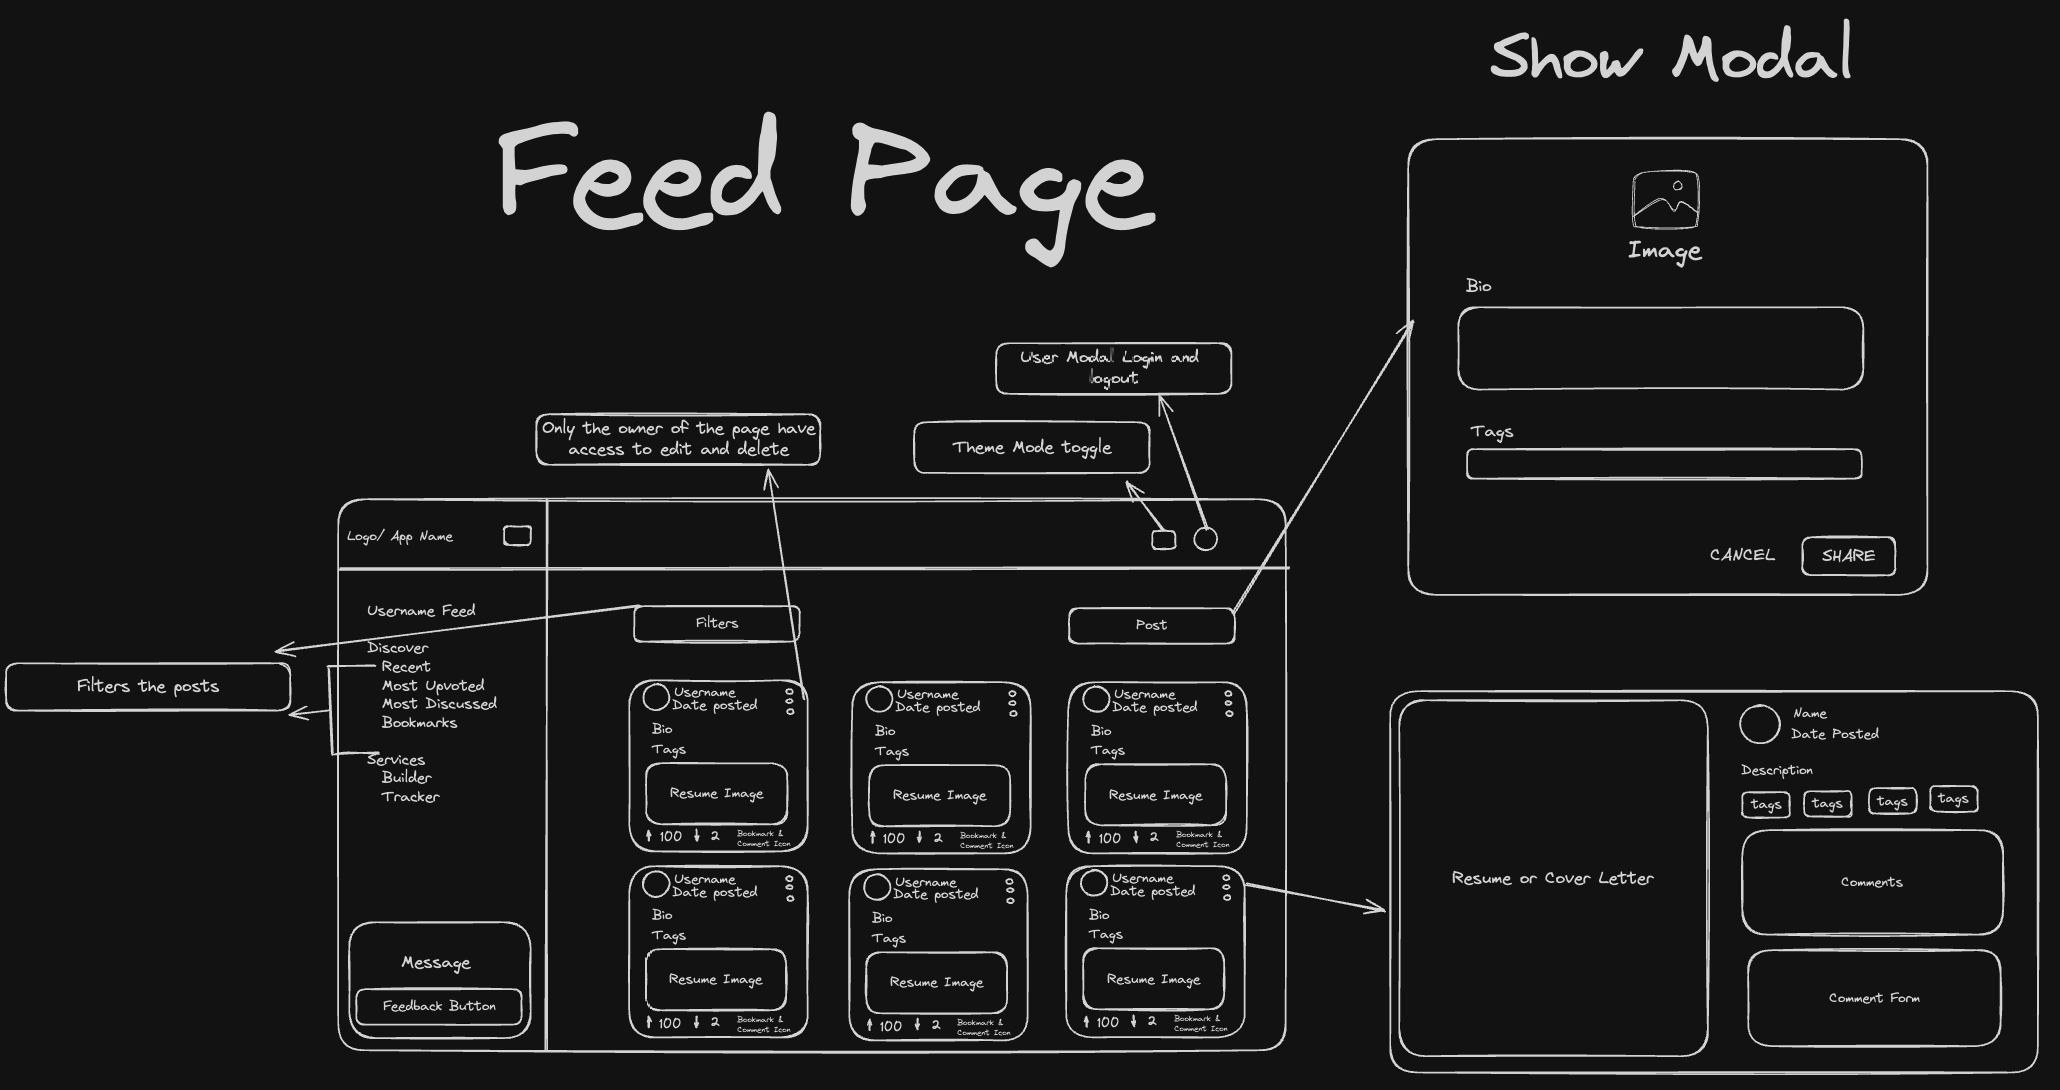 Show Modal
Feed Page
Image
Bio
Tags
CANCEL
SHARE
User Modal Login and
logout
Only the owner of the page have
access to edit and delete
Theme Mode toggle
Logo/ App Name
Username Feed
Discover
Recent
Most Upvoted
Most Discussed
Bookmarks
Services
Builder
Tracker
Message
Feedback Button
Filters the posts
Filters
Post
Username
Date posted
Bio
Tags
Resume Image
100 2
Bookmark &
Comment Icon
Username
Date posted
Bio
Tags
Resume Image
100 2
Bookmark &
Comment Icon
Username
Date posted
Bio
Tags
Resume Image
100 2
Bookmark &
Comment Icon
Username
Date posted
Bio
Tags
Resume Image
100 2
Bookmark &
Comment Icon
Username
Date posted
Bio
Tags
Resume Image
100 2
Bookmark &
Comment Icon
Username
Date posted
Bio
Tags
Resume Image
100 2
Bookmark &
Comment Icon
Resume or Cover Letter
Name
Date Posted
Description
tags tags tags tags
Comments
Comment Form